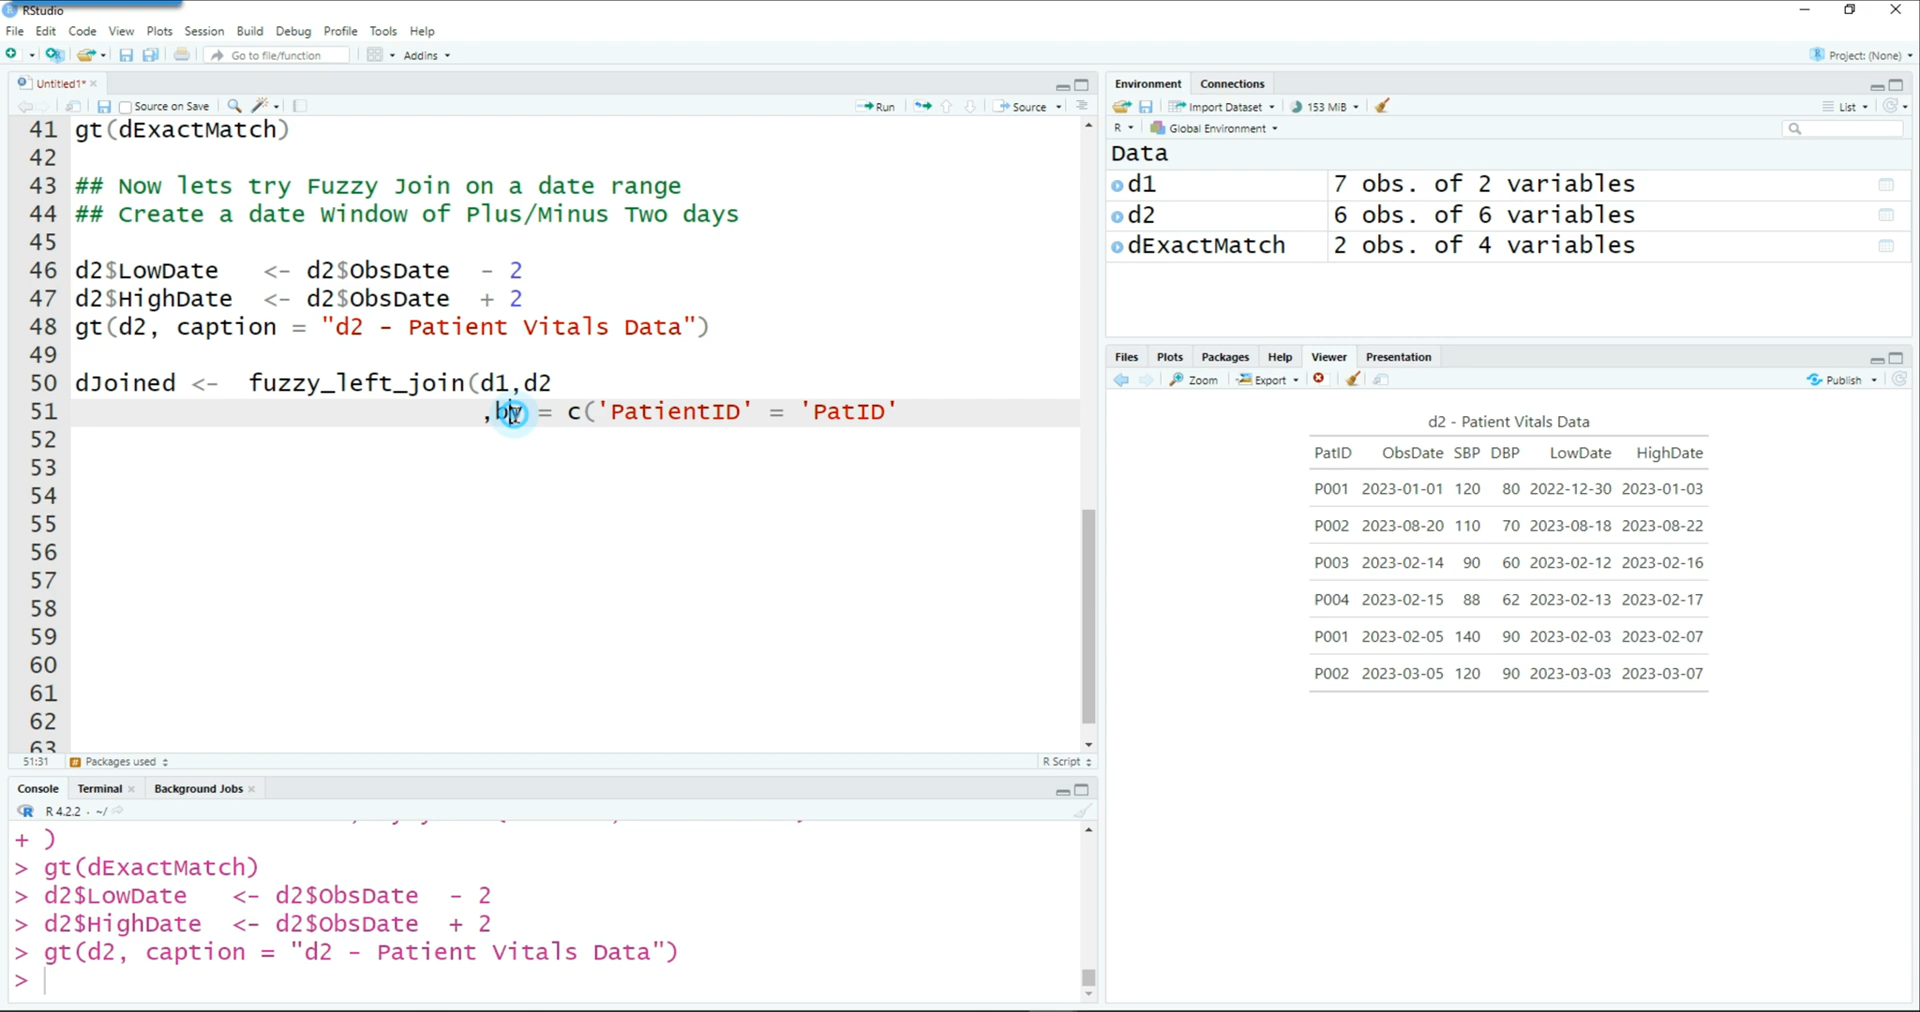 RStudio
File Edit Code View Plots Session Build Debug Profile Tools Help
Go to file/function Addins Project: (None)
Untitled1*
Source on Save Run Source
41 gt(dExactMatch)
42
43 ## Now lets try Fuzzy Join on a date range
44 ## Create a date Window of Plus/Minus Two days
45
46 d2$LowDate <- d2$ObsDate - 2
47 d2$HighDate <- d2$ObsDate + 2
48 gt(d2, caption = "d2 - Patient Vitals Data")
49
50 dJoined <- fuzzy_left_join(d1,d2
51 ,by = c('PatientID' = 'PatID'
52
53
54
55
56
57
58
59
60
61
62
63
51:31 # Packages used R Script
Console Terminal Background Jobs
R 4.2.2 . ~/
+ )
> gt(dExactMatch)
> d2$LowDate <- d2$ObsDate - 2
> d2$HighDate <- d2$ObsDate + 2
> gt(d2, caption = "d2 - Patient Vitals Data")
>
Environment Connections
Import Dataset 153 MiB List
R Global Environment
Data
d1 7 obs. of 2 variables
d2 6 obs. of 6 variables
dExactMatch 2 obs. of 4 variables
Files Plots Packages Help Viewer Presentation
Zoom Export Publish
d2 - Patient Vitals Data
PatID ObsDate SBP DBP LowDate HighDate
P001 2023-01-01 120 80 2022-12-30 2023-01-03
P002 2023-08-20 110 70 2023-08-18 2023-08-22
P003 2023-02-14 90 60 2023-02-12 2023-02-16
P004 2023-02-15 88 62 2023-02-13 2023-02-17
P001 2023-02-05 140 90 2023-02-03 2023-02-07
P002 2023-03-05 120 90 2023-03-03 2023-03-07